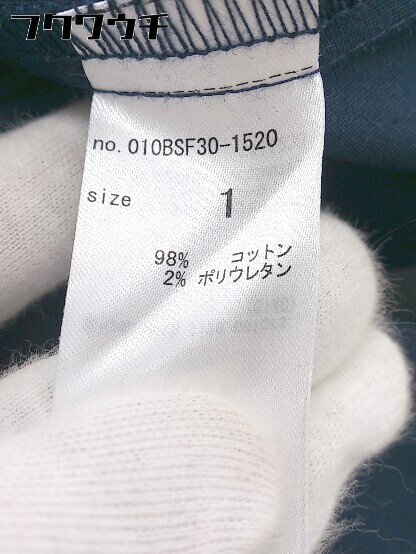 フクワウチ
no. 010BSF30-1520
size 1
98% コットン
2% ポリウレタン